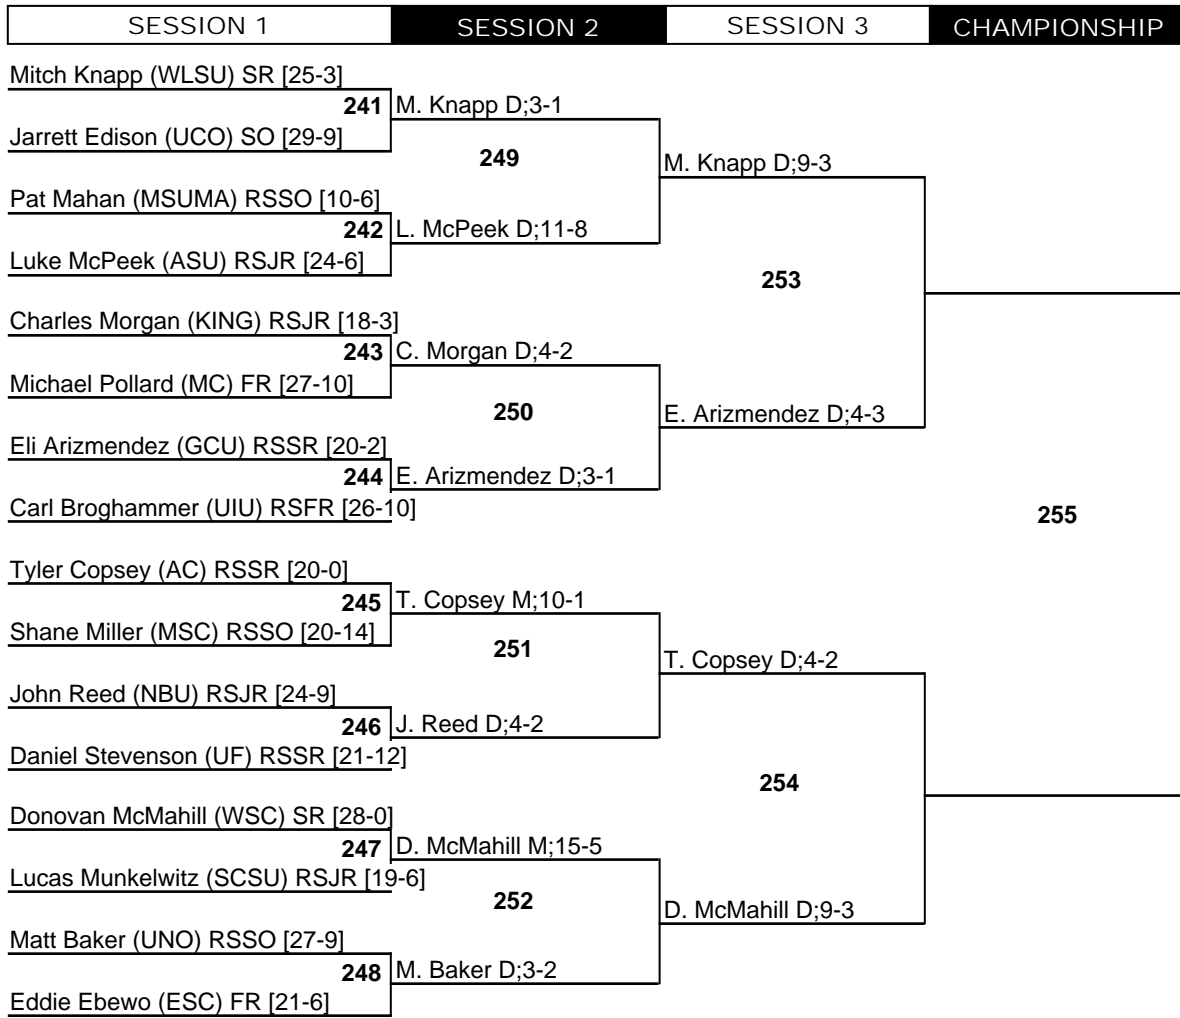 SESSION 1 SESSION 2 SESSION 3 CHAMPIONSHIP
Mitch Knapp (WLSU) SR [25-3]
241 M. Knapp D;3-1
Jarrett Edison (UCO) SO [29-9]
249
M. Knapp D;9-3
Pat Mahan (MSUMA) RSSO [10-6]
242 L. McPeek D;11-8
Luke McPeek (ASU) RSJR [24-6]
253
Charles Morgan (KING) RSJR [18-3]
243 C. Morgan D;4-2
Michael Pollard (MC) FR [27-10]
250
E. Arizmendez D;4-3
Eli Arizmendez (GCU) RSSR [20-2]
244 E. Arizmendez D;3-1
Carl Broghammer (UIU) RSFR [26-10]
255
Tyler Copsey (AC) RSSR [20-0]
245 T. Copsey M;10-1
Shane Miller (MSC) RSSO [20-14]
251
T. Copsey D;4-2
John Reed (NBU) RSJR [24-9]
246 J. Reed D;4-2
Daniel Stevenson (UF) RSSR [21-12]
254
Donovan McMahill (WSC) SR [28-0]
247 D. McMahill M;15-5
Lucas Munkelwitz (SCSU) RSJR [19-6]
252
D. McMahill D;9-3
Matt Baker (UNO) RSSO [27-9]
248 M. Baker D;3-2
Eddie Ebewo (ESC) FR [21-6]